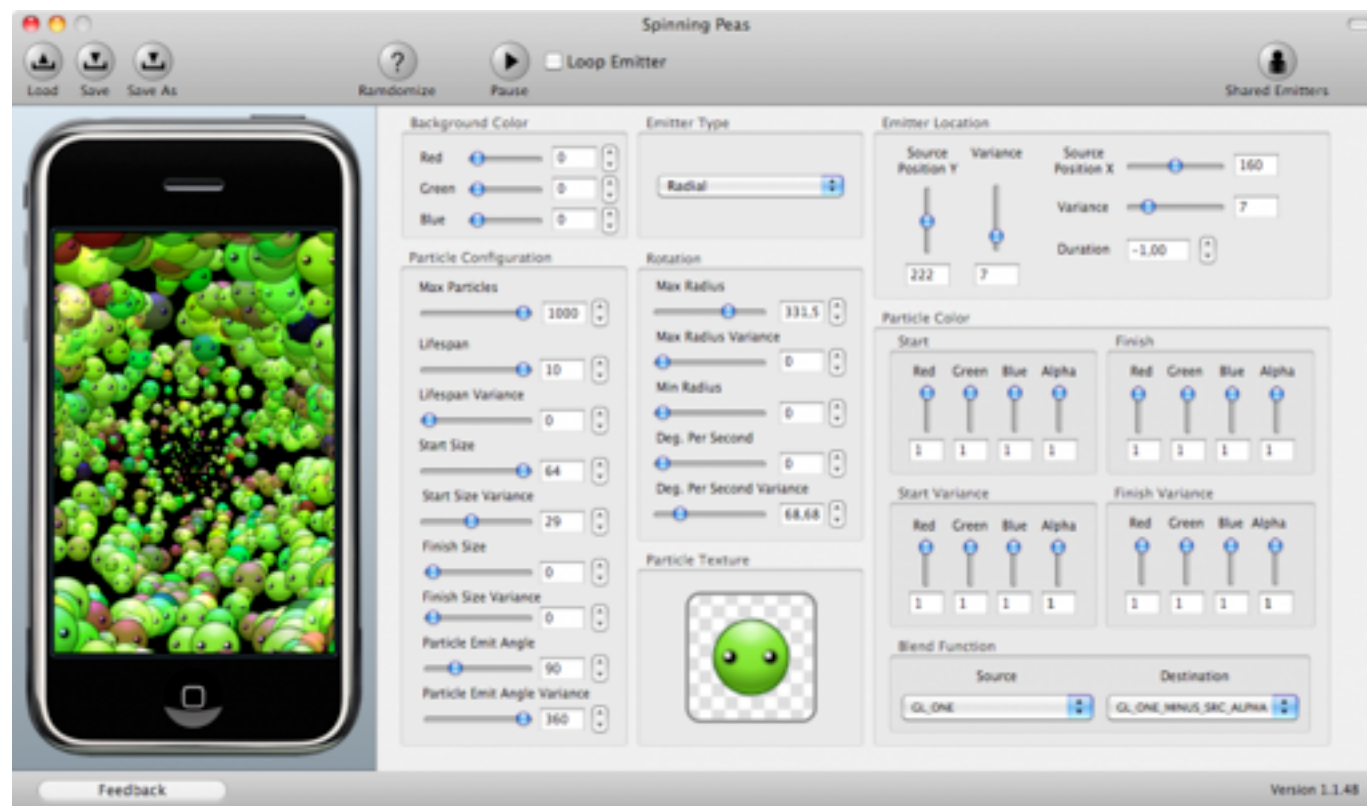 Spinning Peas
Load Save Save As Ramdomize Pause Loop Emitter Shared Emitters
Background Color
Red 0
Green 0
Blue 0
Emitter Type
Radial
Emitter Location
Source Position Y
Variance
222 7
Source Position X 160
Variance 7
Duration -1,00
Particle Configuration
Max Particles
1000
Lifespan
10
Lifespan Variance
0
Start Size
64
Start Size Variance
29
Finish Size
0
Finish Size Variance
0
Particle Emit Angle
90
Particle Emit Angle Variance
360
Rotation
Max Radius
331,5
Max Radius Variance
0
Min Radius
0
Deg. Per Second
0
Deg. Per Second Variance
68,68
Particle Texture
Particle Color
Start
Red Green Blue Alpha
1 1 1 1
Finish
Red Green Blue Alpha
1 1 1 1
Start Variance
Red Green Blue Alpha
1 1 1 1
Finish Variance
Red Green Blue Alpha
1 1 1 1
Blend Function
Source Destination
GL_ONE GL_ONE_MINUS_SRC_ALPHA
Feedback Version 1.1.48